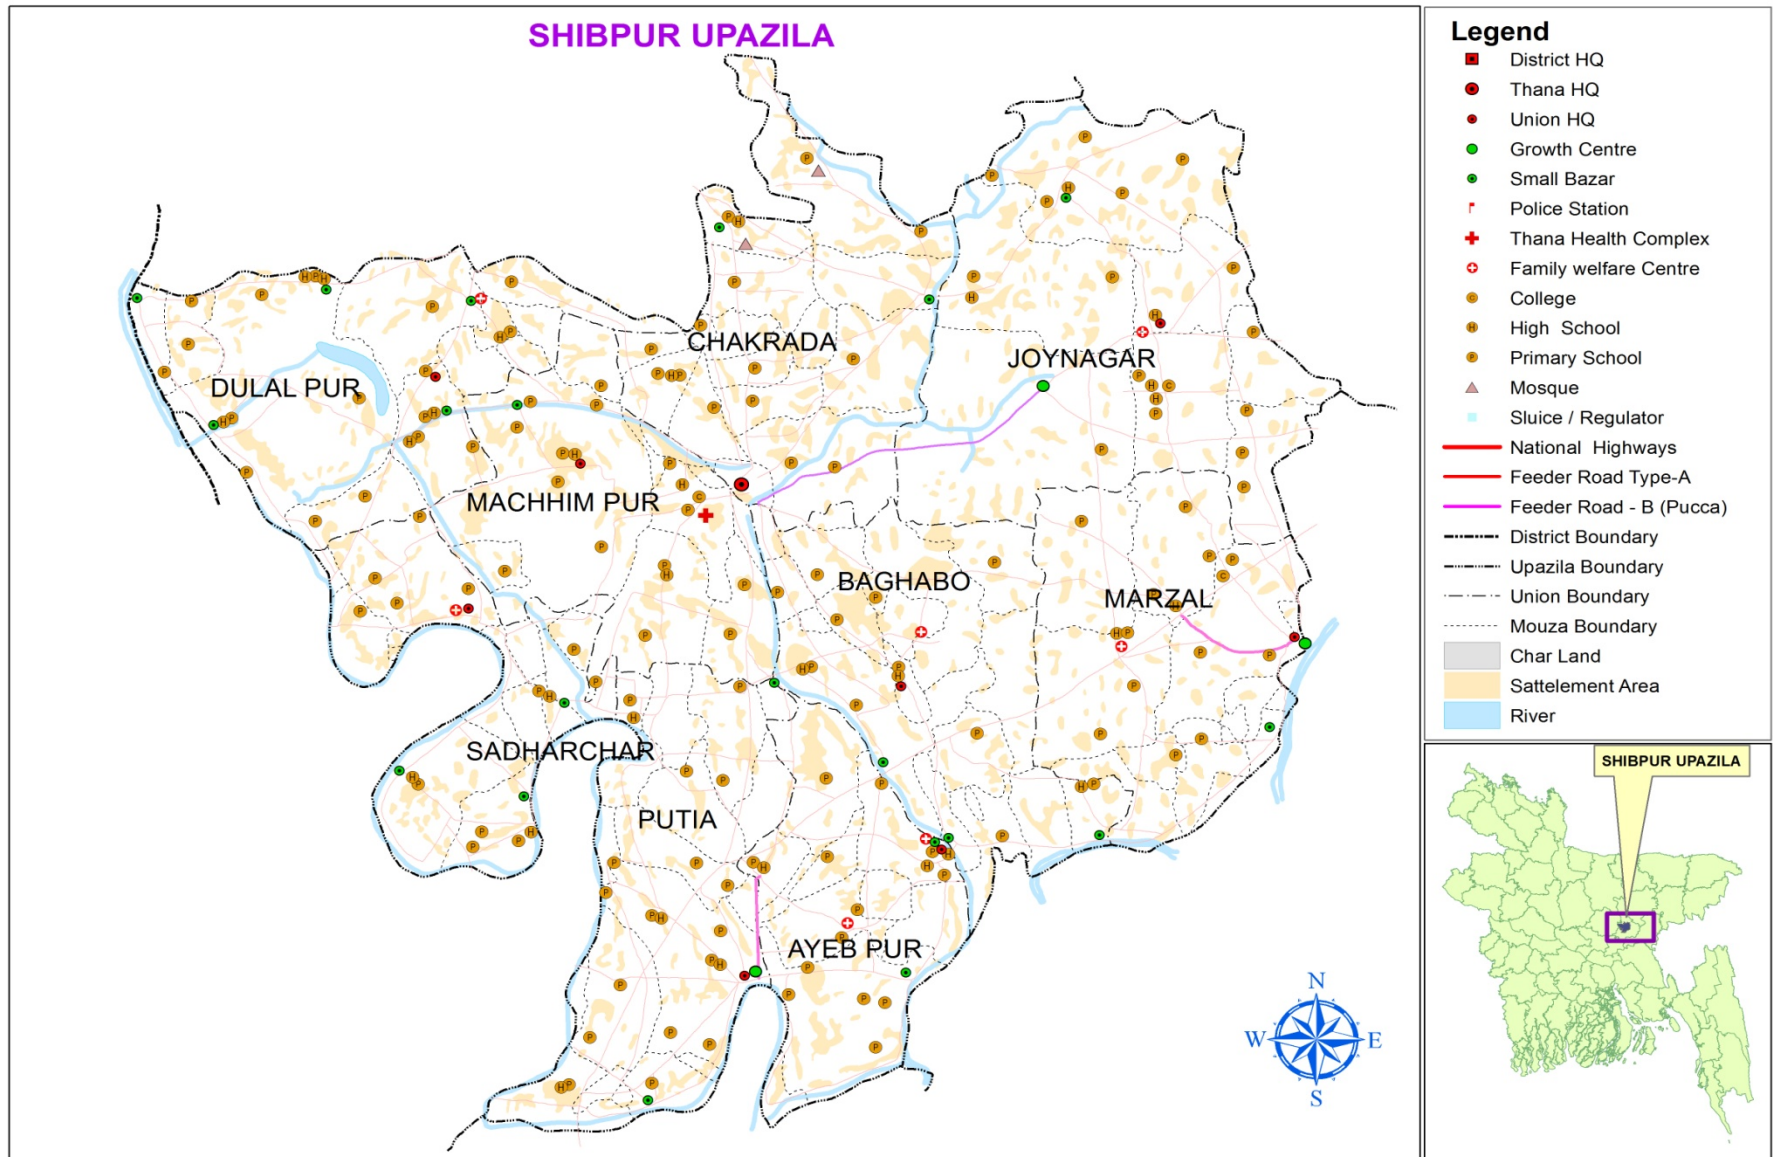 SHIBPUR UPAZILA
CHAKRADA
JOYNAGAR
DULAL PUR
MACHHIM PUR
BAGHABO
MARZAL
SADHARCHAR
PUTIA
AYEB PUR
N
W
E
S
Legend
District HQ
Thana HQ
Union HQ
Growth Centre
Small Bazar
Police Station
Thana Health Complex
Family welfare Centre
C College
H High School
P Primary School
Mosque
Sluice / Regulator
National Highways
Feeder Road Type-A
Feeder Road - B (Pucca)
District Boundary
Upazila Boundary
Union Boundary
Mouza Boundary
Char Land
Sattelement Area
River
SHIBPUR UPAZILA